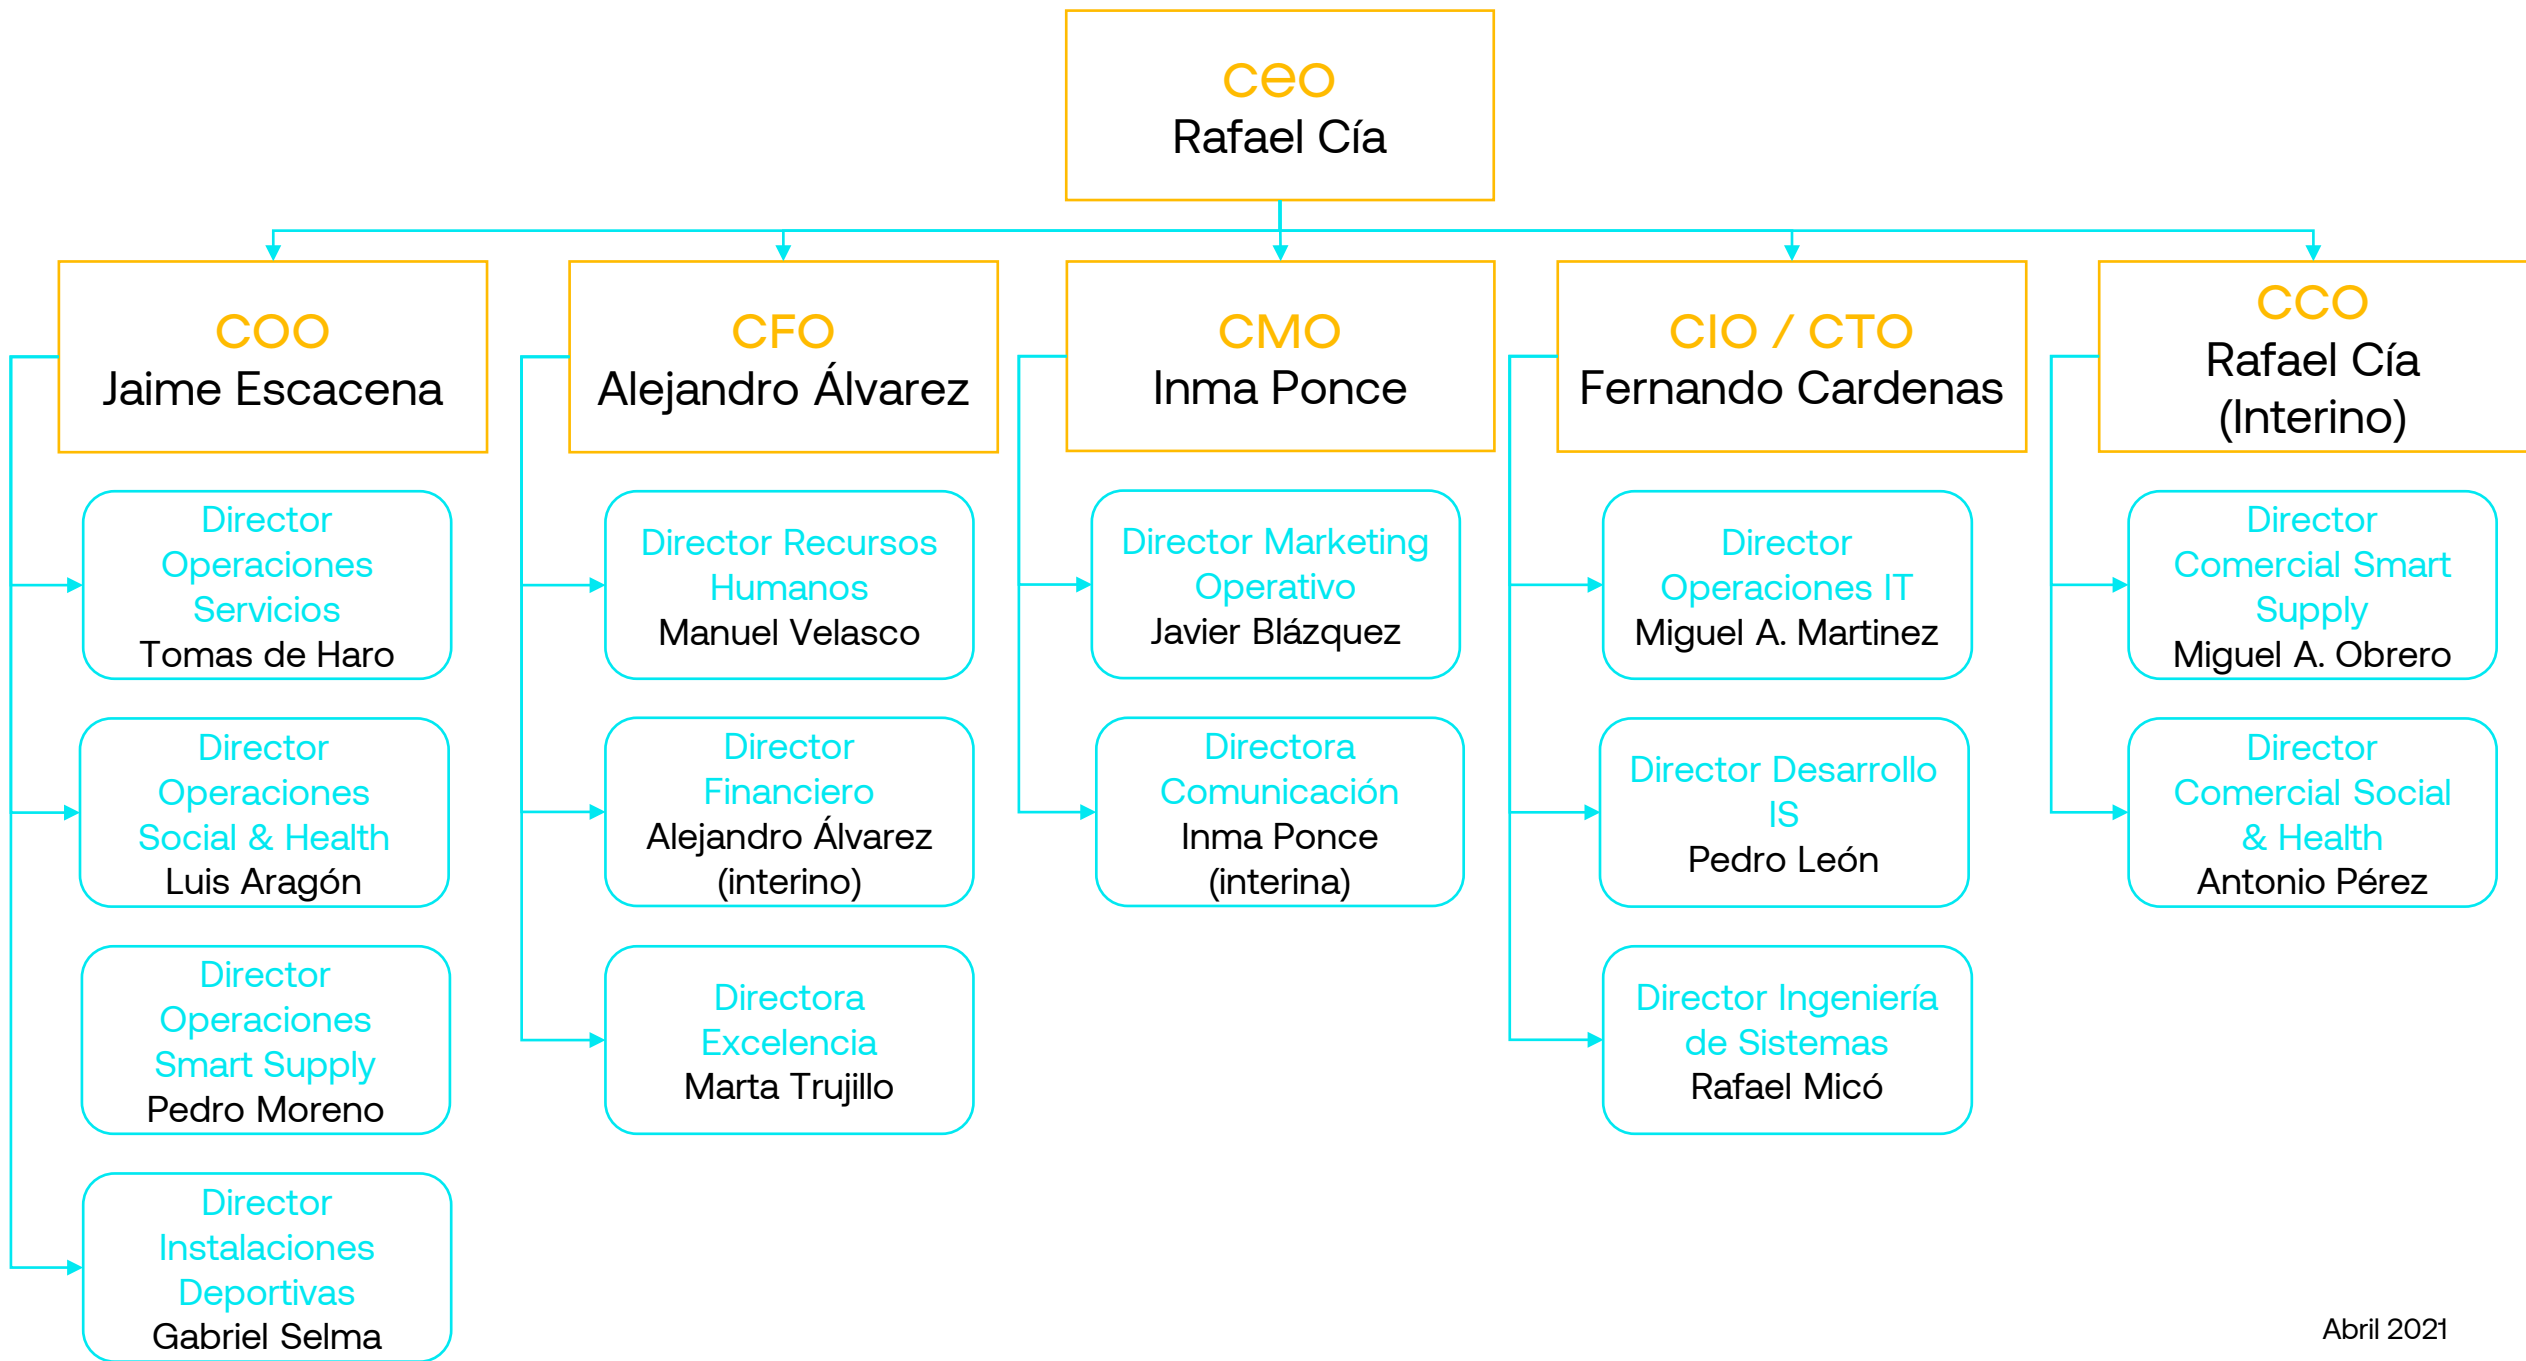 ceo
Rafael Cía
COO
Jaime Escacena
CFO
Alejandro Álvarez
CMO
Inma Ponce
CIO / CTO
Fernando Cardenas
CCO
Rafael Cía
(Interino)
Director
Operaciones
Servicios
Tomas de Haro
Director
Operaciones
Social & Health
Luis Aragón
Director
Operaciones
Smart Supply
Pedro Moreno
Director
Instalaciones
Deportivas
Gabriel Selma
Director Recursos
Humanos
Manuel Velasco
Director
Financiero
Alejandro Álvarez
(interino)
Directora
Excelencia
Marta Trujillo
Director Marketing
Operativo
Javier Blázquez
Directora
Comunicación
Inma Ponce
(interina)
Director
Operaciones IT
Miguel A. Martinez
Director Desarrollo
IS
Pedro León
Director Ingeniería
de Sistemas
Rafael Micó
Director
Comercial Smart
Supply
Miguel A. Obrero
Director
Comercial Social
& Health
Antonio Pérez
Abril 2021